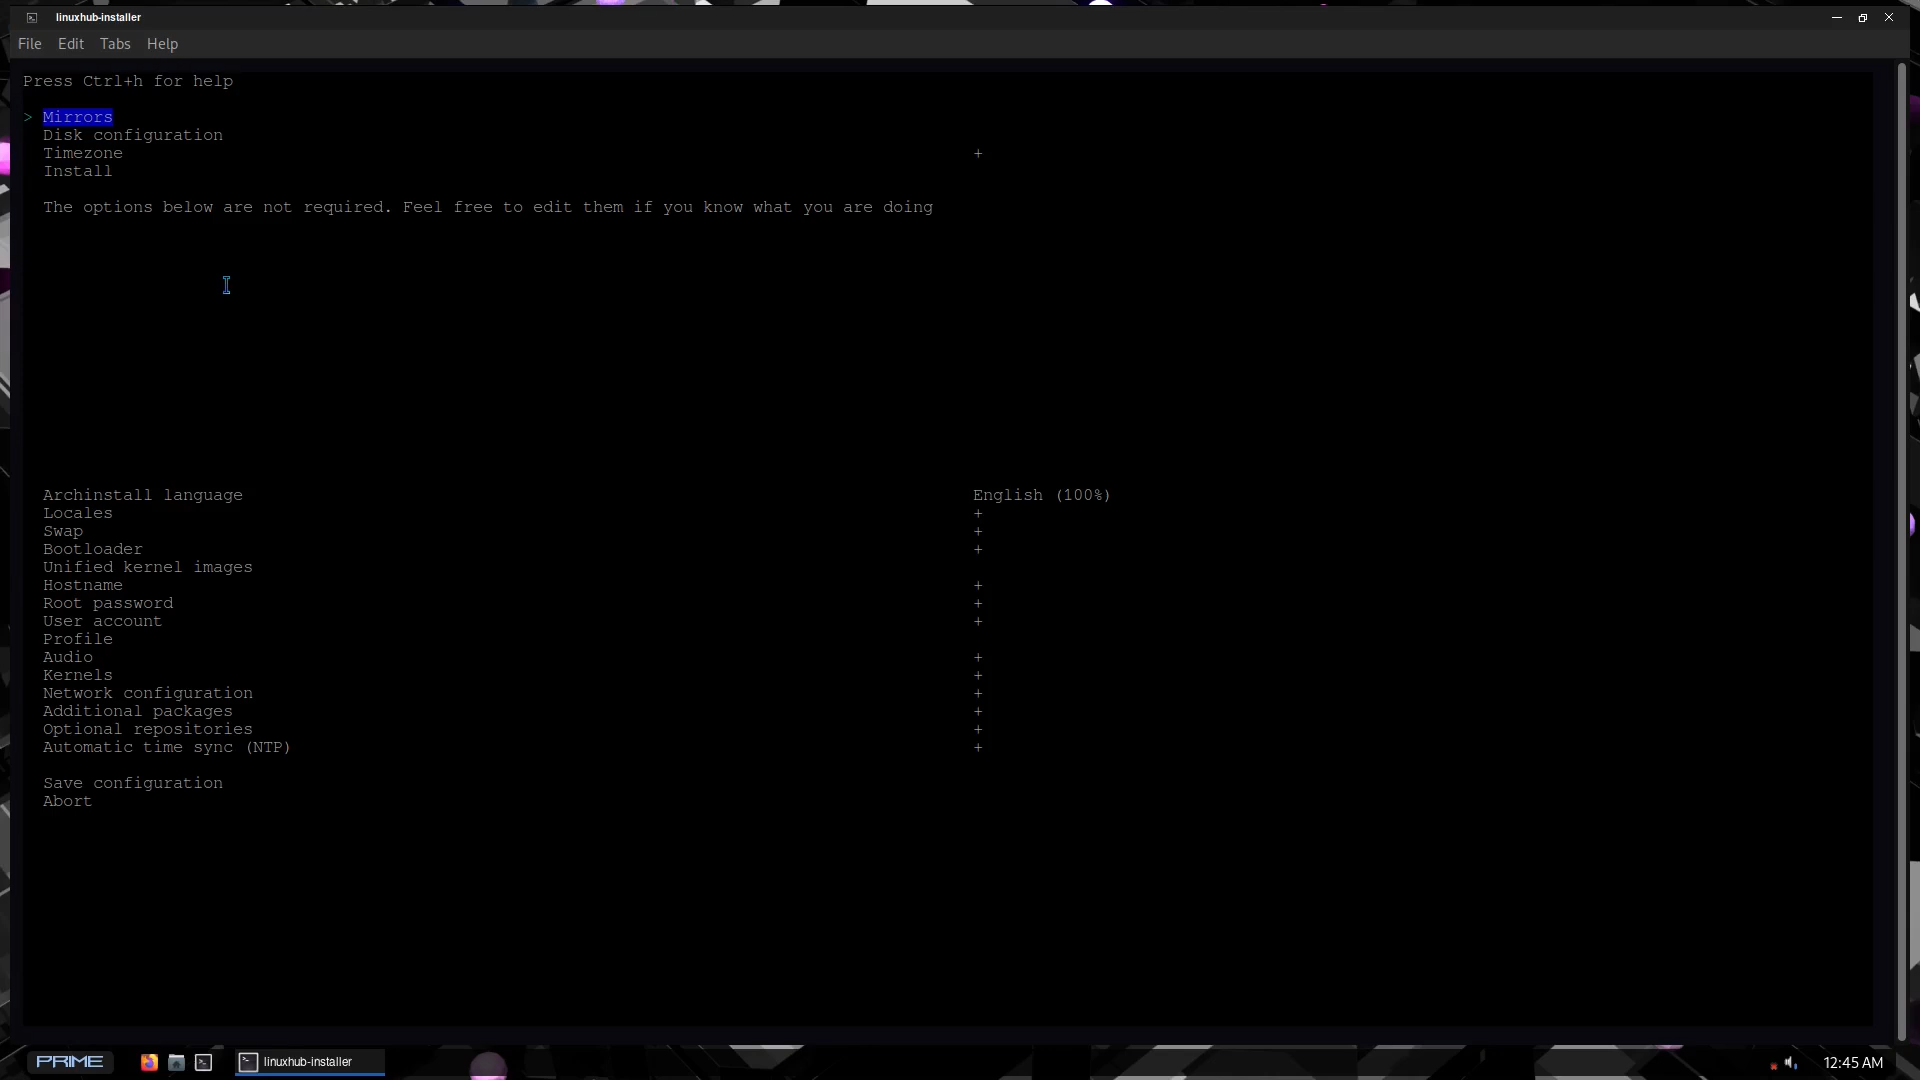 linuxhub-installer
File Edit Tabs Help
Press Ctrl+h for help
> Mirrors
Disk configuration
Timezone +
Install
The options below are not required. Feel free to edit them if you know what you are doing
Archinstall language English (100%)
Locales +
Swap +
Bootloader +
Unified kernel images
Hostname +
Root password +
User account +
Profile
Audio +
Kernels +
Network configuration +
Additional packages +
Optional repositories +
Automatic time sync (NTP) +
Save configuration
Abort
PRIME linuxhub-installer 12:45 AM